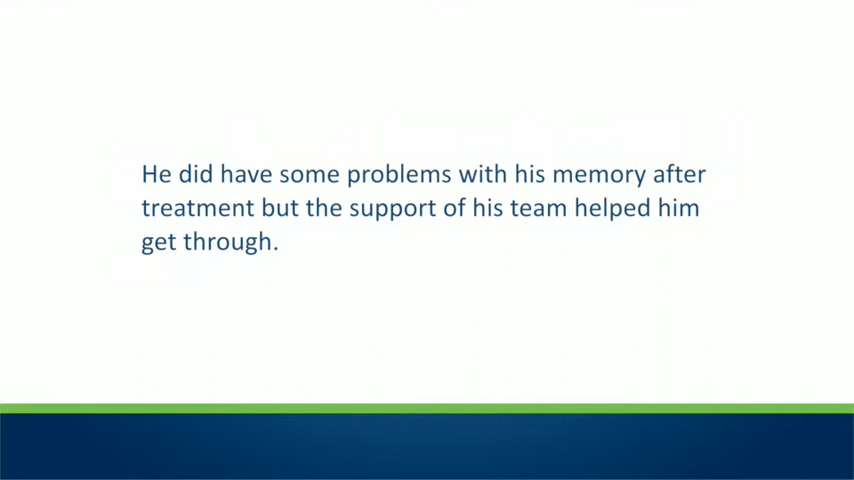 He did have some problems with his memory after
treatment but the support of his team helped him
get through.